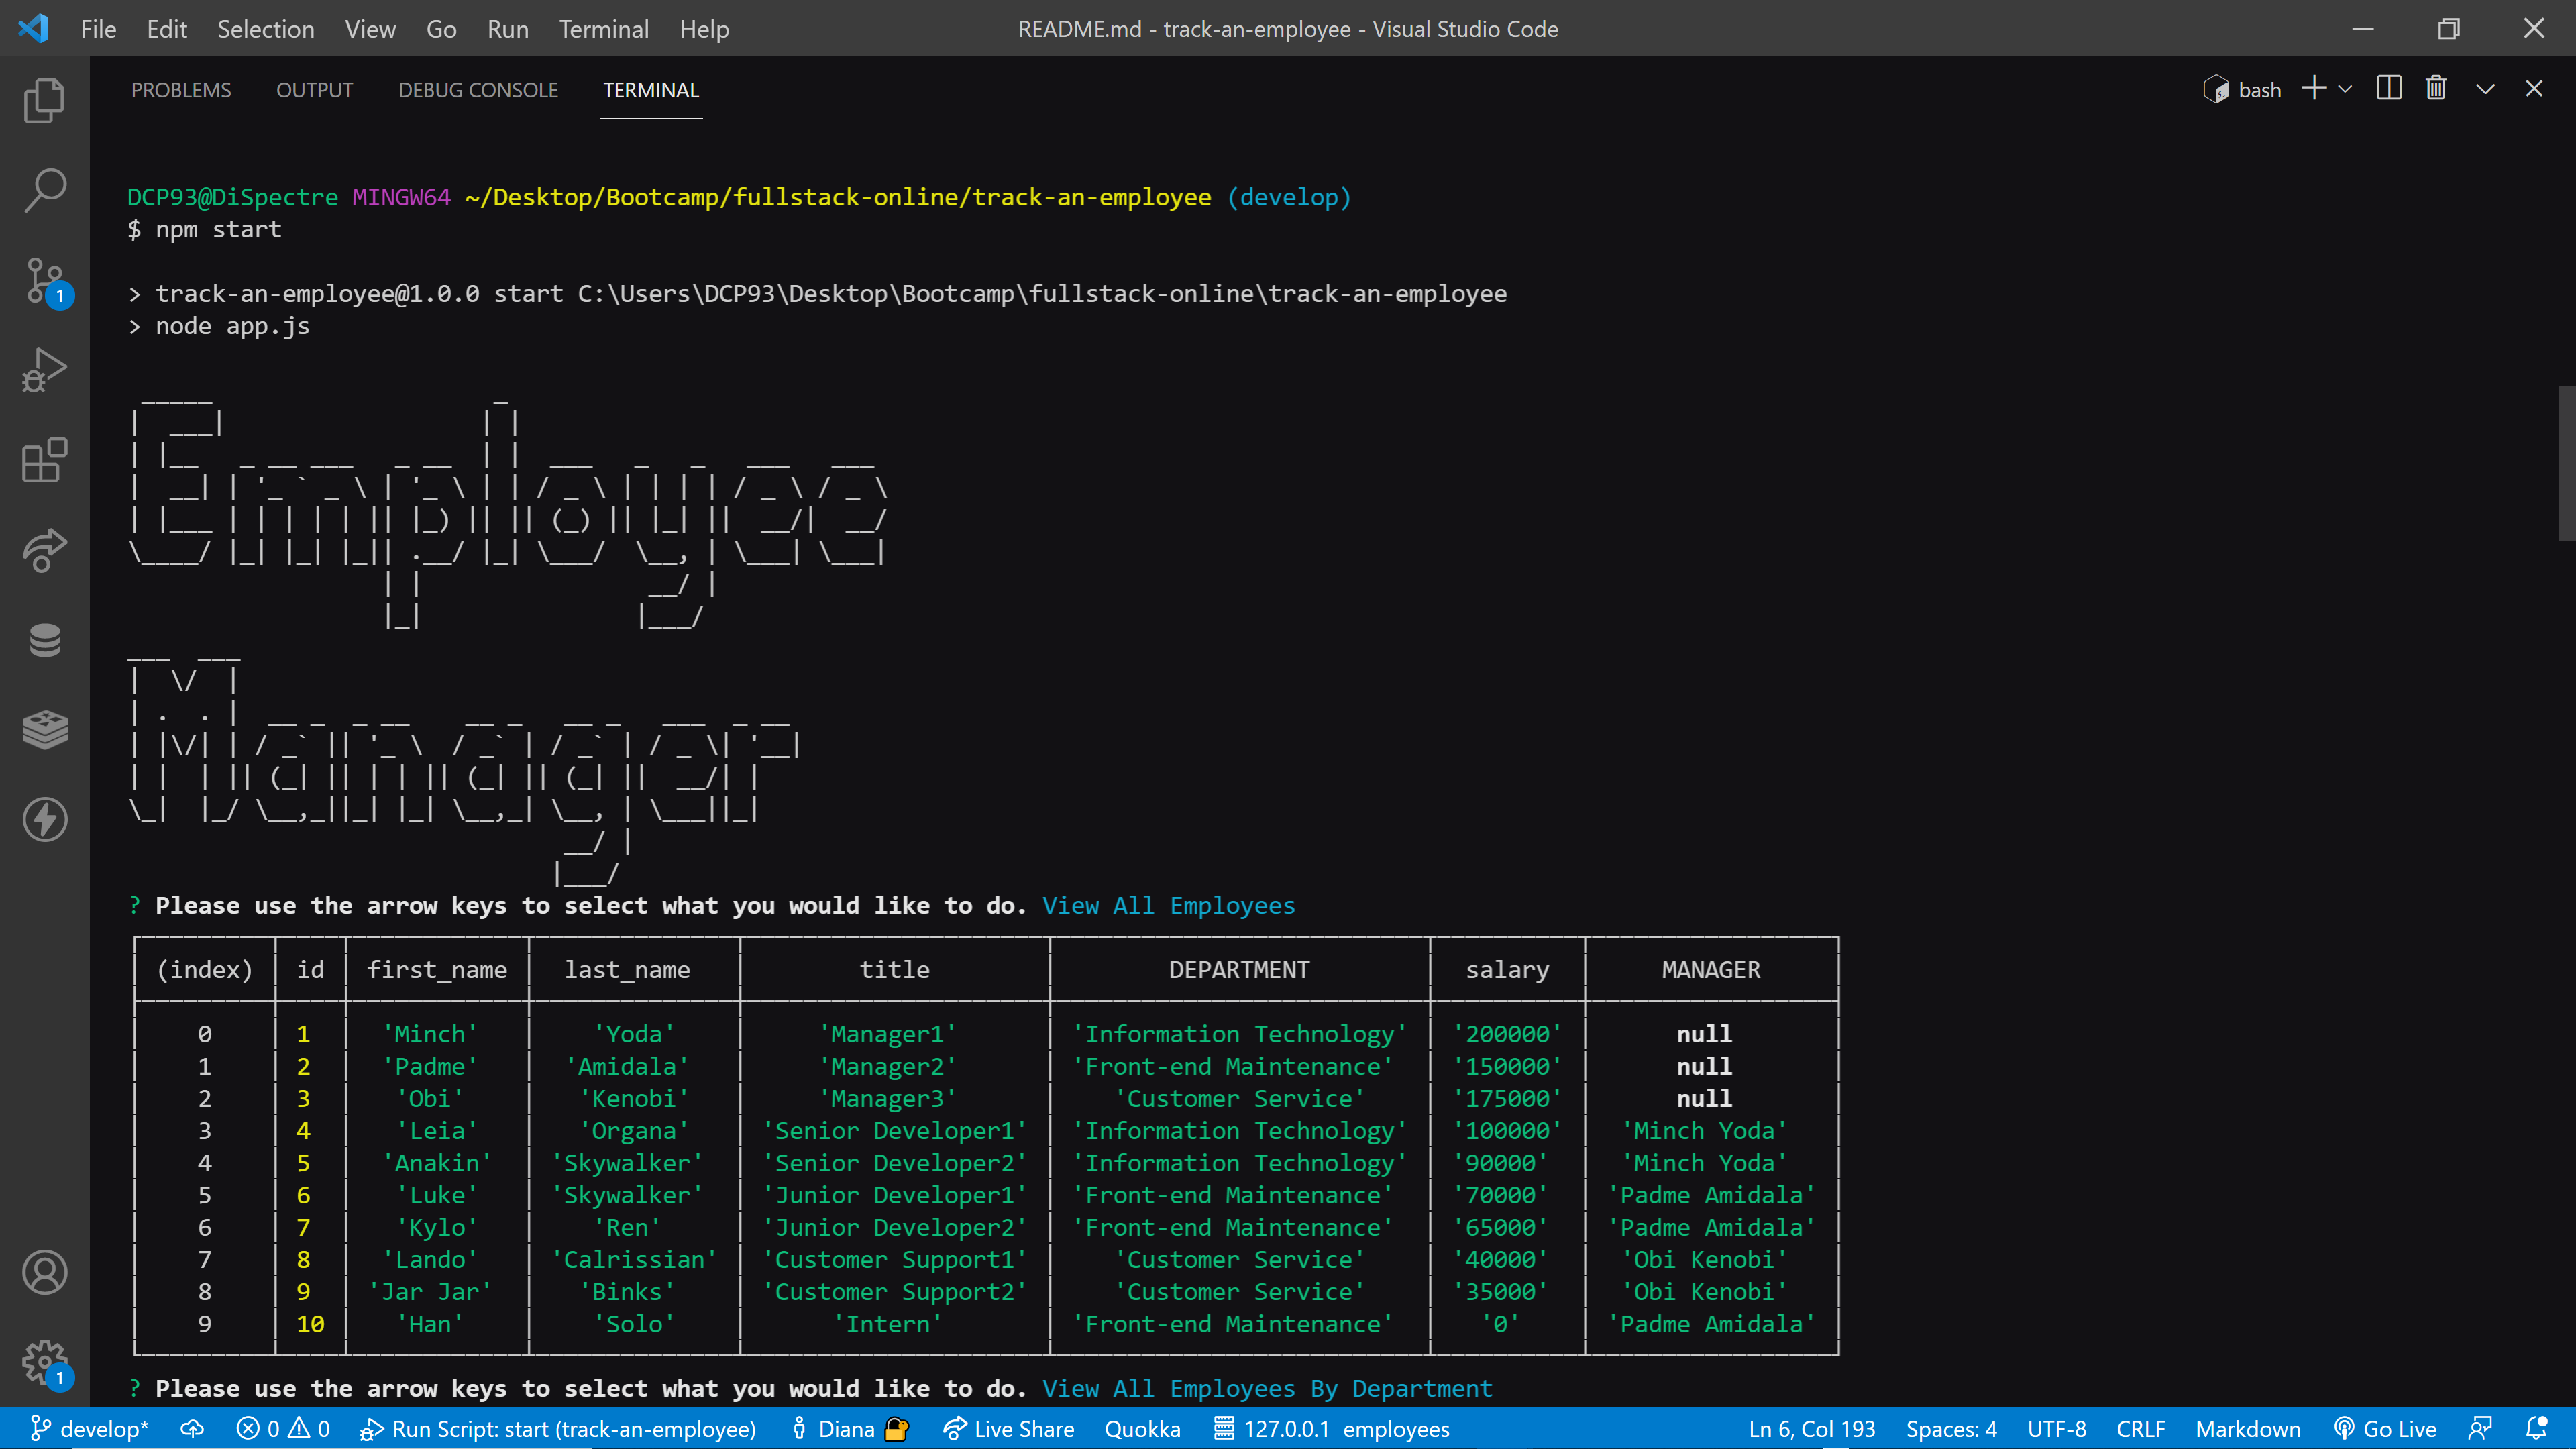 File Edit Selection View Go Run Terminal Help README.md - track-an-employee - Visual Studio Code
PROBLEMS OUTPUT DEBUG CONSOLE TERMINAL bash
DCP93@DiSpectre MINGW64 ~/Desktop/Bootcamp/fullstack-online/track-an-employee (develop)
$ npm start
> track-an-employee@1.0.0 start C:\Users\DCP93\Desktop\Bootcamp\fullstack-online\track-an-employee
> node app.js
Employee
Manager
? Please use the arrow keys to select what you would like to do. View All Employees
(index) id first_name last_name title DEPARTMENT salary MANAGER
0 1 'Minch' 'Yoda' 'Manager1' 'Information Technology' '200000' null
1 2 'Padme' 'Amidala' 'Manager2' 'Front-end Maintenance' '150000' null
2 3 'Obi' 'Kenobi' 'Manager3' 'Customer Service' '175000' null
3 4 'Leia' 'Organa' 'Senior Developer1' 'Information Technology' '100000' 'Minch Yoda'
4 5 'Anakin' 'Skywalker' 'Senior Developer2' 'Information Technology' '90000' 'Minch Yoda'
5 6 'Luke' 'Skywalker' 'Junior Developer1' 'Front-end Maintenance' '70000' 'Padme Amidala'
6 7 'Kylo' 'Ren' 'Junior Developer2' 'Front-end Maintenance' '65000' 'Padme Amidala'
7 8 'Lando' 'Calrissian' 'Customer Support1' 'Customer Service' '40000' 'Obi Kenobi'
8 9 'Jar Jar' 'Binks' 'Customer Support2' 'Customer Service' '35000' 'Obi Kenobi'
9 10 'Han' 'Solo' 'Intern' 'Front-end Maintenance' '0' 'Padme Amidala'
? Please use the arrow keys to select what you would like to do. View All Employees By Department
1
1
develop* 0 0 Run Script: start (track-an-employee) Diana Live Share Quokka 127.0.0.1 employees Ln 6, Col 193 Spaces: 4 UTF-8 CRLF Markdown Go Live